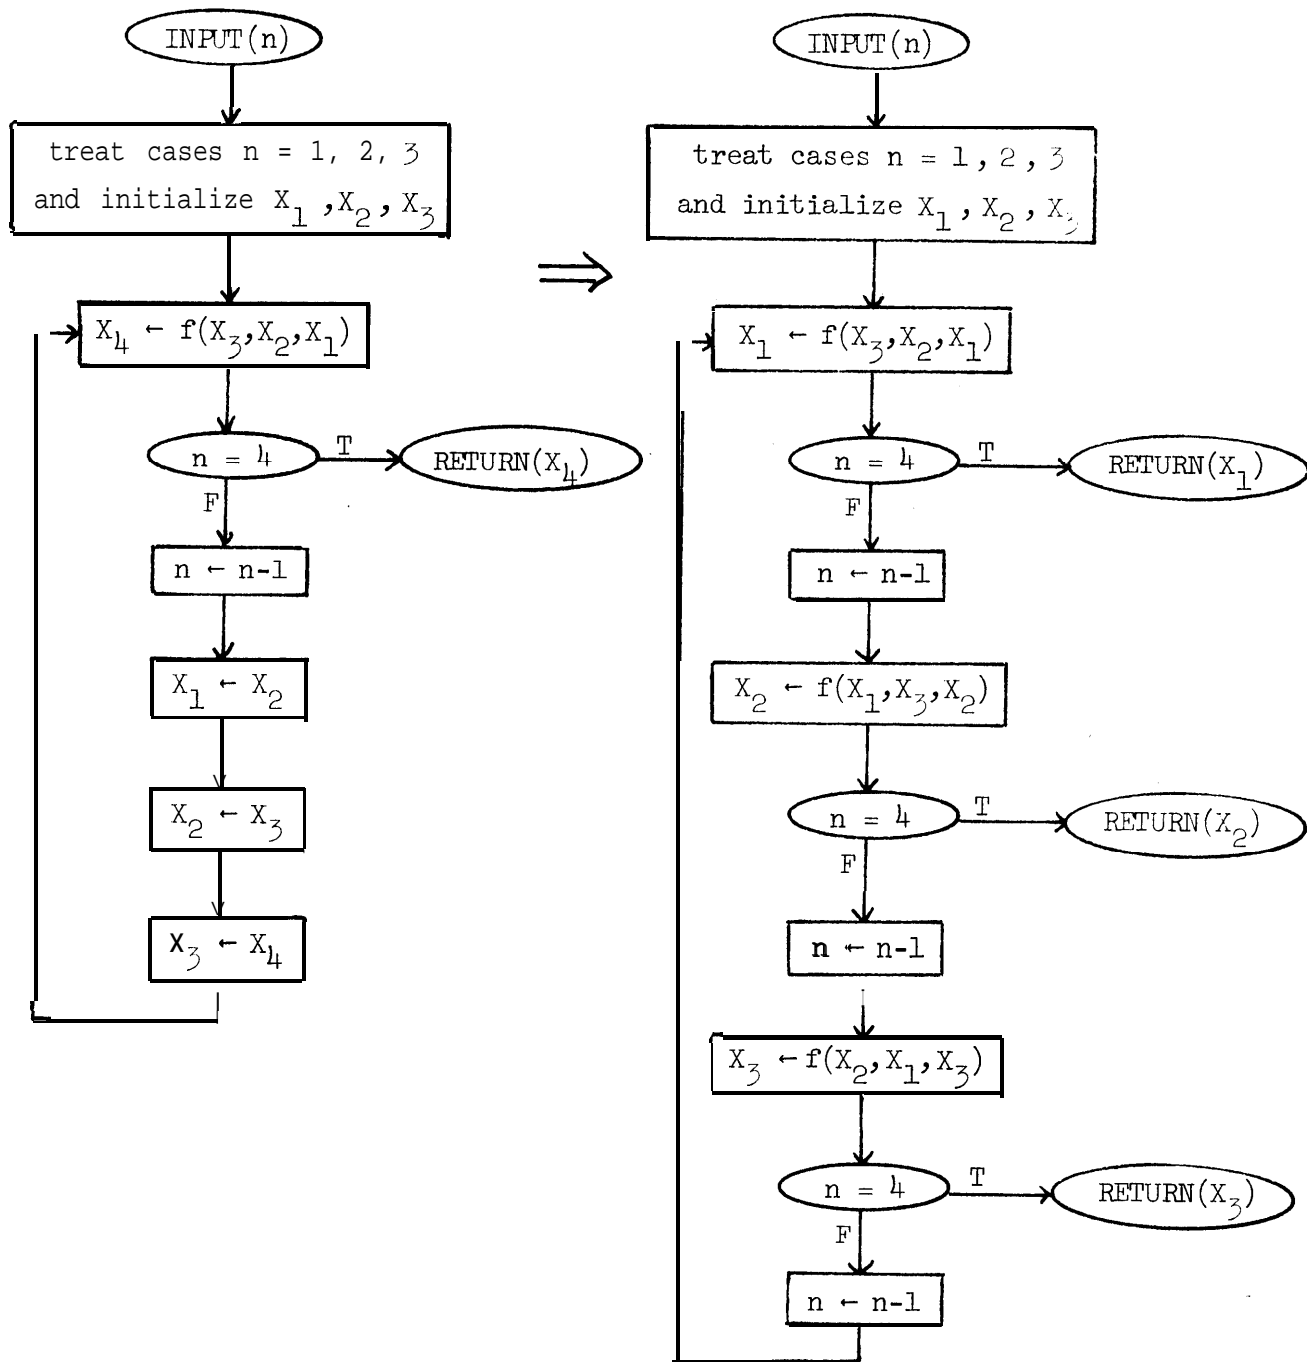 INPUT(n)
treat cases n = 1, 2, 3
and initialize X₁ ,X₂, X₃
X₄ ← f(X₃,X₂,X₁)
n = 4
T
RETURN(X₄)
F
n ← n-1
X₁ ← X₂
X₂ ← X₃
X₃ ← X₄
⇒
INPUT(n)
treat cases n = 1, 2, 3
and initialize X₁, X₂, X₃
X₁ ← f(X₃,X₂,X₁)
n = 4
T
RETURN(X₁)
F
n ← n-1
X₂ ← f(X₁,X₃,X₂)
n = 4
T
RETURN(X₂)
F
n ← n-1
X₃ ← f(X₂,X₁,X₃)
n = 4
T
RETURN(X₃)
F
n ← n-1